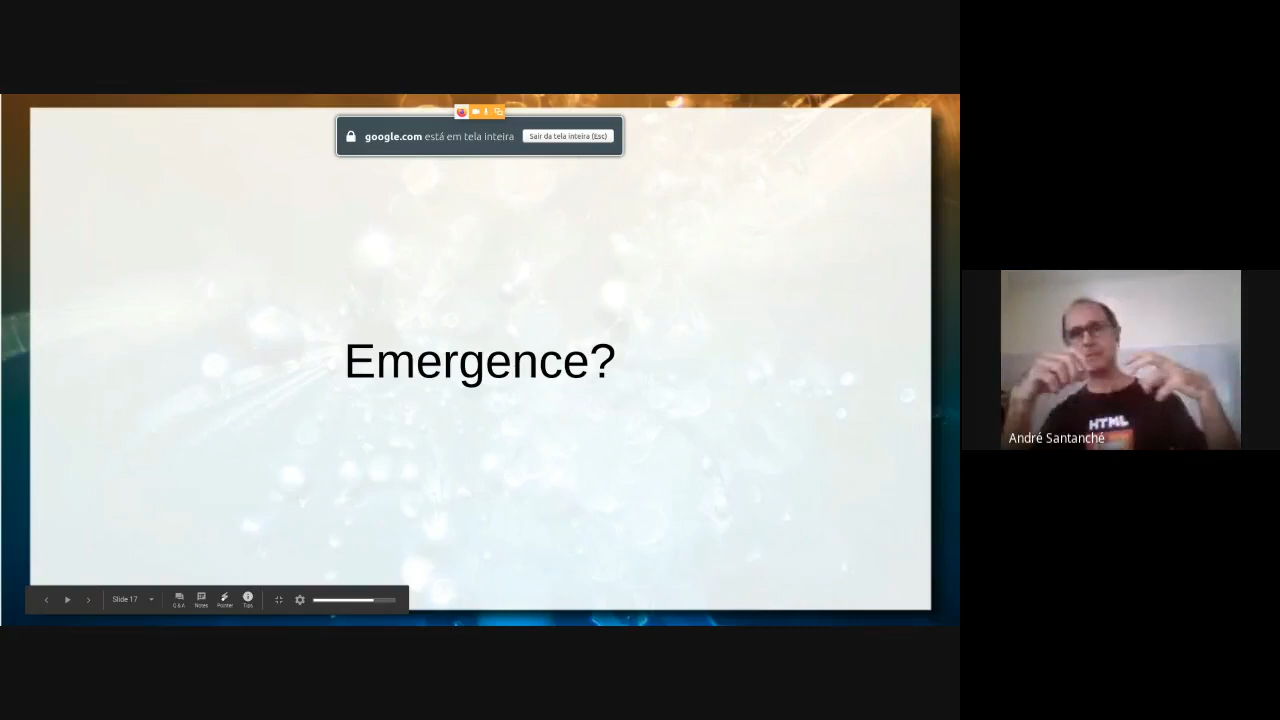 google.com está em tela inteira
Sair da tela inteira (Esc)
Emergence?
HTML
André Santanché
Slide 17
Q&A
Notes
Pointer
Tips